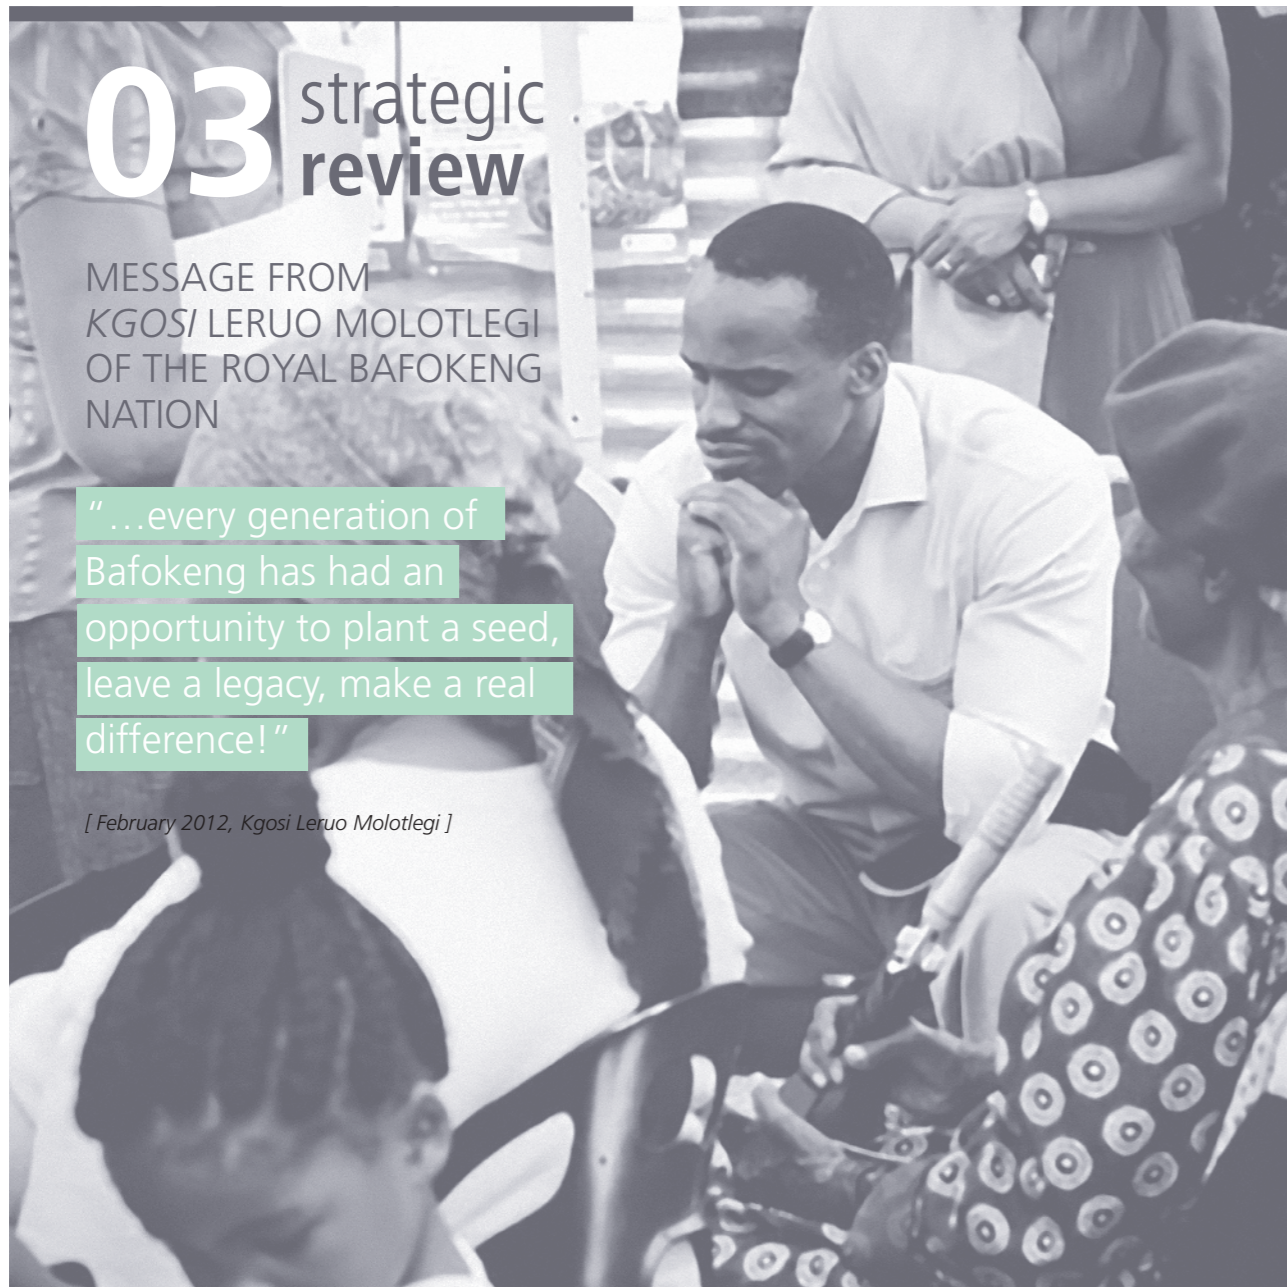 03 strategic
review
MESSAGE FROM
KGOSI LERUO MOLOTLEGI
OF THE ROYAL BAFOKENG
NATION
“…every generation of
Bafokeng has had an
opportunity to plant a seed,
leave a legacy, make a real
difference!”
[ February 2012, Kgosi Leruo Molotlegi ]